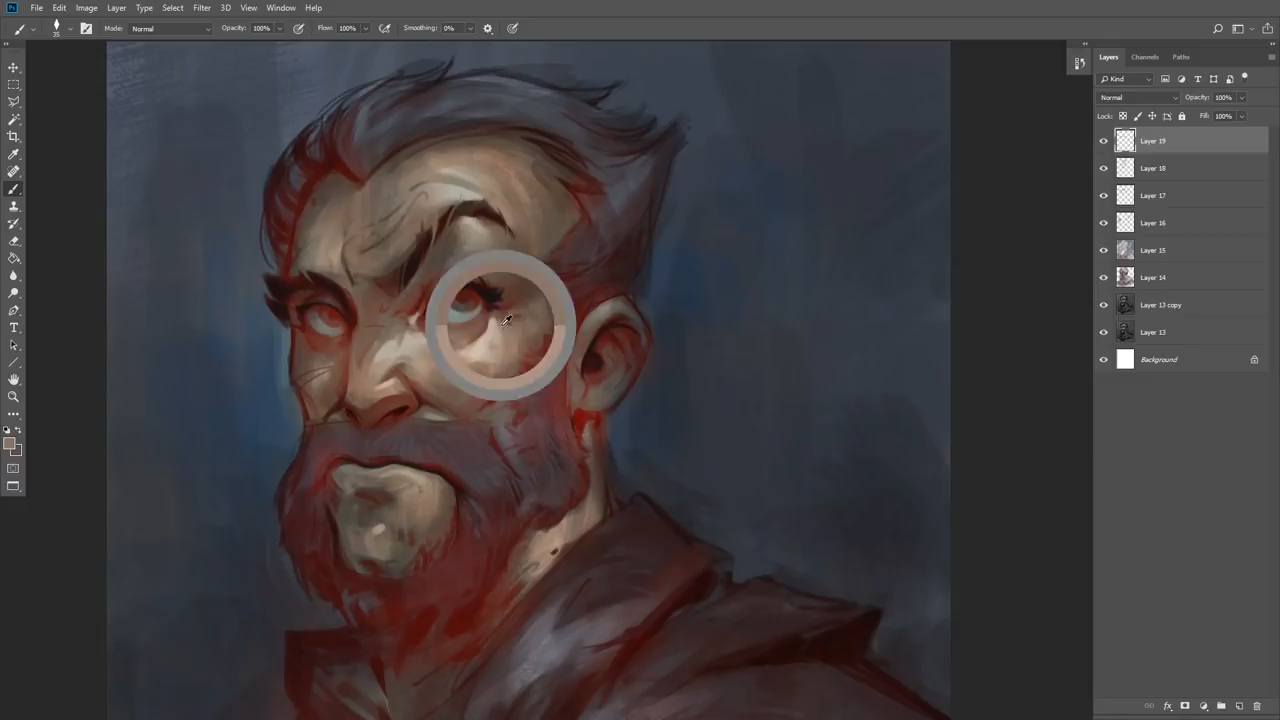 Ps File Edit Image Layer Type Select Filter 3D View Window Help
35 Mode: Normal Opacity: 100% Flow: 100% Smoothing: 0%
Layers Channels Paths
Kind
Normal Opacity: 100%
Lock: Fill: 100%
Layer 19
Layer 18
Layer 17
Layer 16
Layer 15
Layer 14
Layer 13 copy
Layer 13
Background